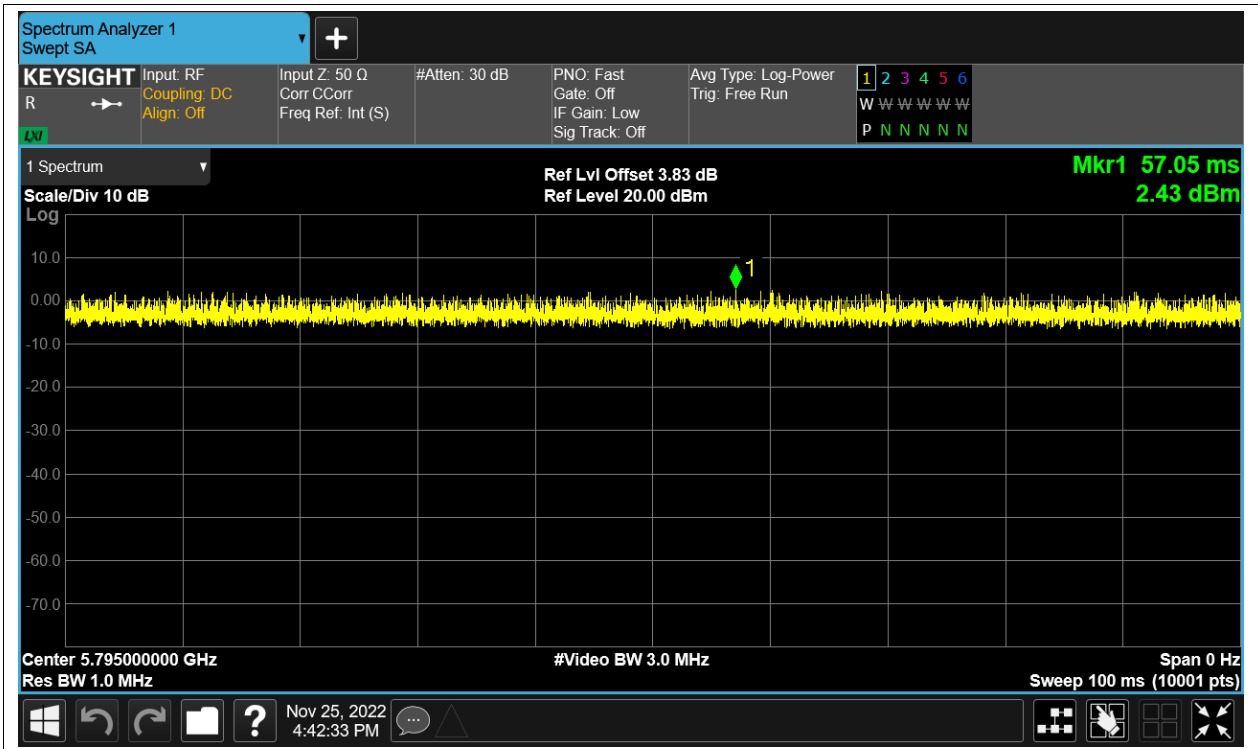 Spectrum Analyzer 1
Swept SA
+
KEYSIGHT
R
LXI
Input: RF
Coupling: DC
Align: Off
Input Z: 50 Ω
Corr CCorr
Freq Ref: Int (S)
#Atten: 30 dB
PNO: Fast
Gate: Off
IF Gain: Low
Sig Track: Off
Avg Type: Log-Power
Trig: Free Run
1 2 3 4 5 6
W W W W W W
P N N N N N
1 Spectrum
Scale/Div 10 dB
Log
Ref Lvl Offset 3.83 dB
Ref Level 20.00 dBm
Mkr1 57.05 ms
2.43 dBm
1
10.0
0.00
-10.0
-20.0
-30.0
-40.0
-50.0
-60.0
-70.0
Center 5.795000000 GHz
Res BW 1.0 MHz
#Video BW 3.0 MHz
Span 0 Hz
Sweep 100 ms (10001 pts)
?
Nov 25, 2022
4:42:33 PM